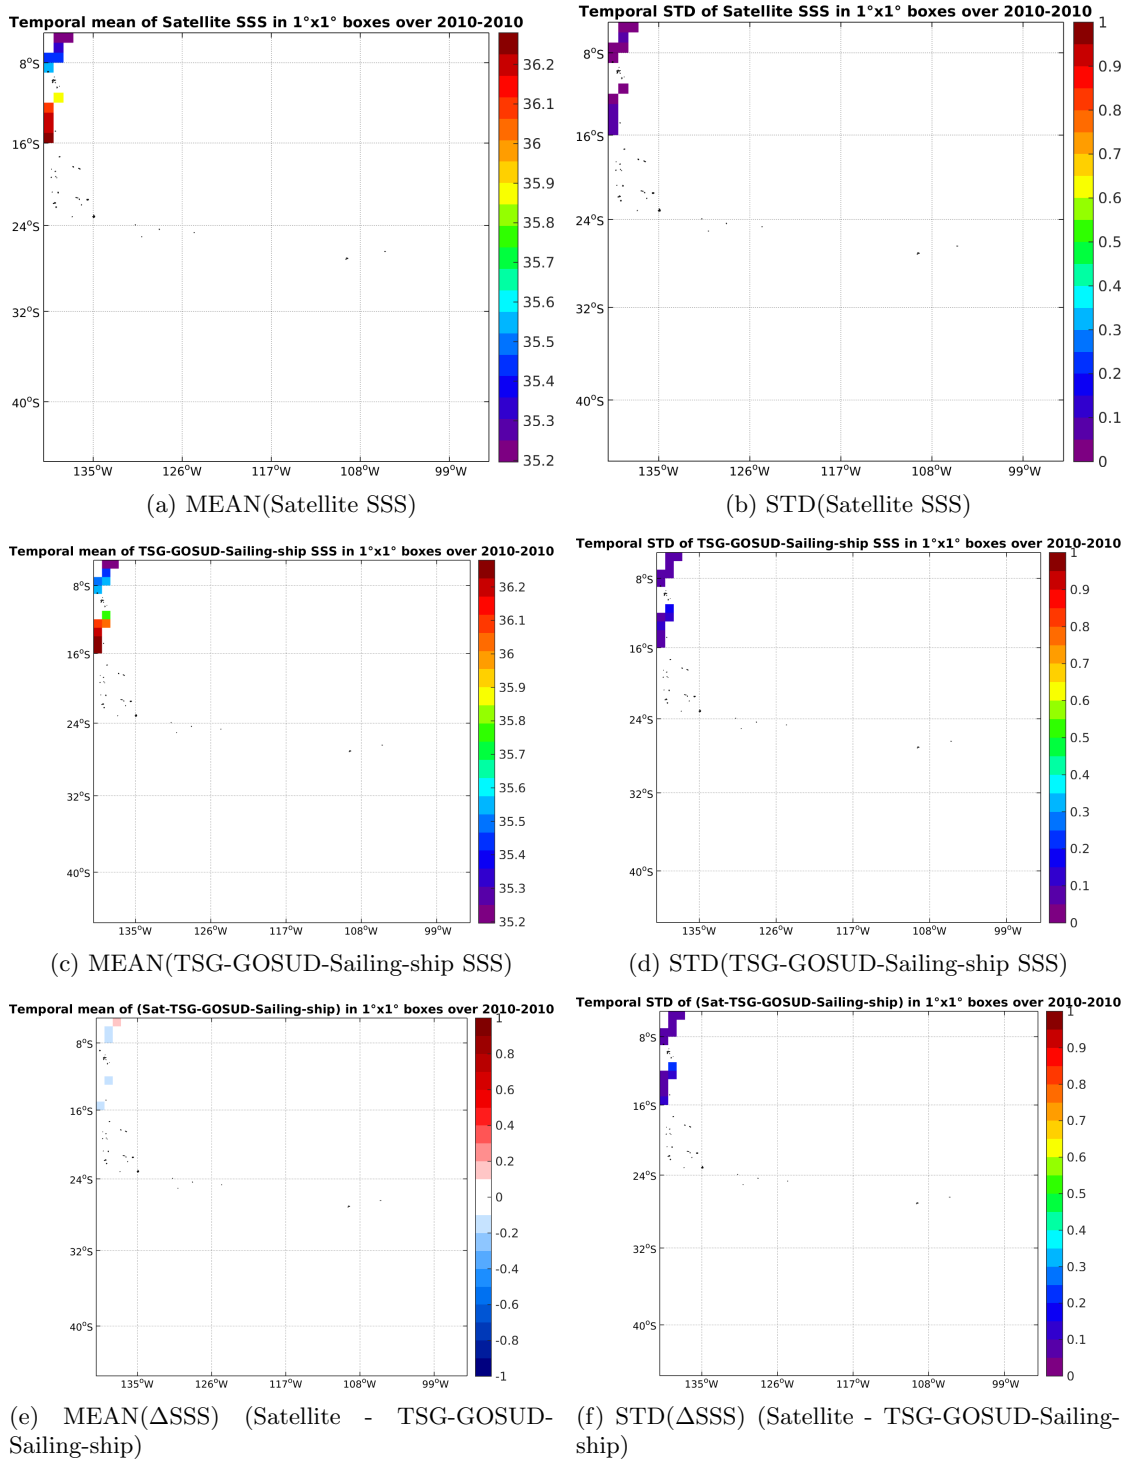 Temporal mean of Satellite SSS in 1°x1° boxes over 2010-2010
8°S
16°S
24°S
32°S
40°S
135°W
126°W
117°W
108°W
99°W
36.2
36.1
36
35.9
35.8
35.7
35.6
35.5
35.4
35.3
35.2
(a) MEAN(Satellite SSS)
Temporal STD of Satellite SSS in 1°x1° boxes over 2010-2010
8°S
16°S
24°S
32°S
40°S
135°W
126°W
117°W
108°W
99°W
1
0.9
0.8
0.7
0.6
0.5
0.4
0.3
0.2
0.1
0
(b) STD(Satellite SSS)
Temporal mean of TSG-GOSUD-Sailing-ship SSS in 1°x1° boxes over 2010-2010
8°S
16°S
24°S
32°S
40°S
135°W
126°W
117°W
108°W
99°W
36.2
36.1
36
35.9
35.8
35.7
35.6
35.5
35.4
35.3
35.2
(c) MEAN(TSG-GOSUD-Sailing-ship SSS)
Temporal STD of TSG-GOSUD-Sailing-ship SSS in 1°x1° boxes over 2010-2010
8°S
16°S
24°S
32°S
40°S
135°W
126°W
117°W
108°W
99°W
1
0.9
0.8
0.7
0.6
0.5
0.4
0.3
0.2
0.1
0
(d) STD(TSG-GOSUD-Sailing-ship SSS)
Temporal mean of (Sat-TSG-GOSUD-Sailing-ship) in 1°x1° boxes over 2010-2010
8°S
16°S
24°S
32°S
40°S
135°W
126°W
117°W
108°W
99°W
1
0.8
0.6
0.4
0.2
0
-0.2
-0.4
-0.6
-0.8
-1
(e) MEAN(ΔSSS) (Satellite - TSG-GOSUD-
Sailing-ship)
Temporal STD of (Sat-TSG-GOSUD-Sailing-ship) in 1°x1° boxes over 2010-2010
8°S
16°S
24°S
32°S
40°S
135°W
126°W
117°W
108°W
99°W
1
0.9
0.8
0.7
0.6
0.5
0.4
0.3
0.2
0.1
0
(f) STD(ΔSSS) (Satellite - TSG-GOSUD-Sailing-
ship)